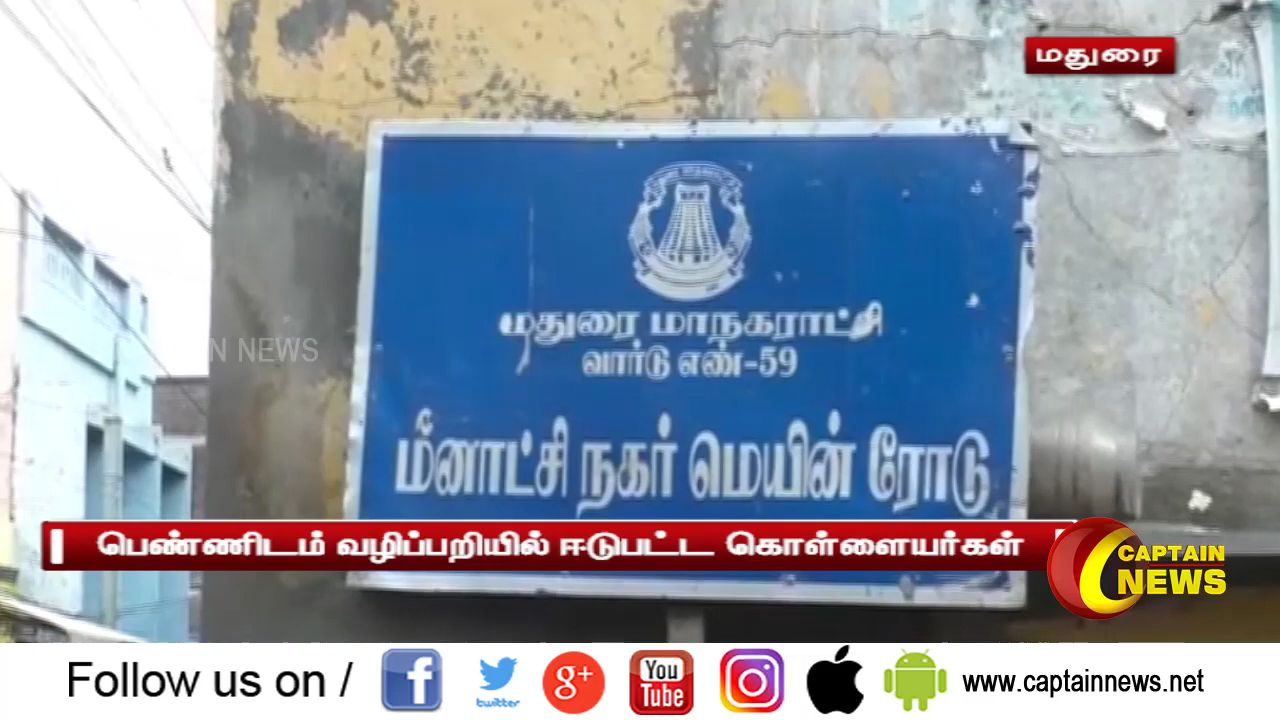 மதுரை
மதுரை மாநகராட்சி
வார்டு எண்-59
N NEWS
மீனாட்சி நகர் மெயின் ரோடு
பெண்ணிடம் வழிப்பறியில் ஈடுபட்ட கொள்ளையர்கள்
CAPTAIN
NEWS
Follow us on / twitter g+ You Tube www.captainnews.net